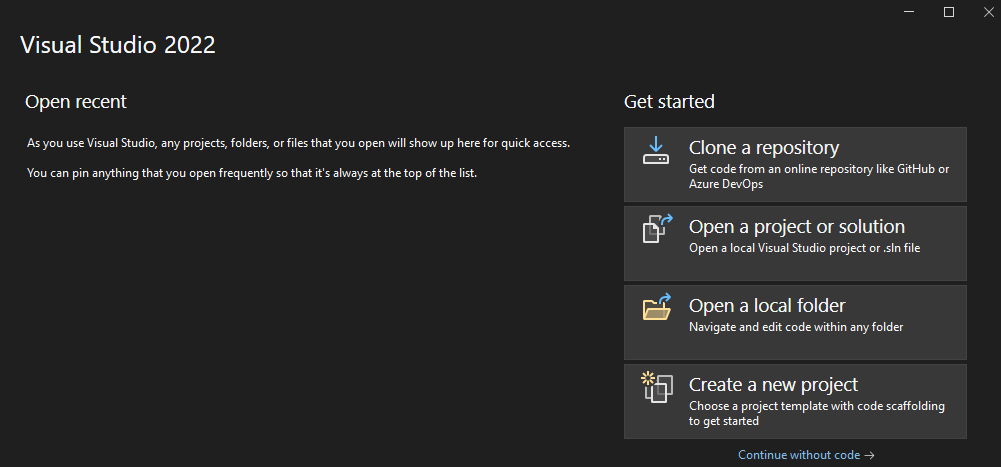 Visual Studio 2022
Open recent
As you use Visual Studio, any projects, folders, or files that you open will show up here for quick access.
You can pin anything that you open frequently so that it's always at the top of the list.
Get started
Clone a repository
Get code from an online repository like GitHub or
Azure DevOps
Open a project or solution
Open a local Visual Studio project or .sln file
Open a local folder
Navigate and edit code within any folder
Create a new project
Choose a project template with code scaffolding
to get started
Continue without code →